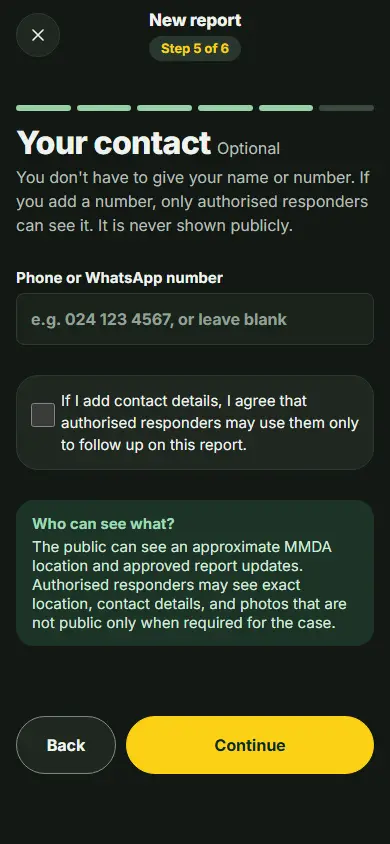 New report
Step 5 of 6
Your contact Optional
You don't have to give your name or number. If
you add a number, only authorised responders
can see it. It is never shown publicly.
Phone or WhatsApp number
e.g. 024 123 4567, or leave blank
If I add contact details, I agree that
authorised responders may use them only
to follow up on this report.
Who can see what?
The public can see an approximate MMDA
location and approved report updates.
Authorised responders may see exact
location, contact details, and photos that are
not public only when required for the case.
Back
Continue